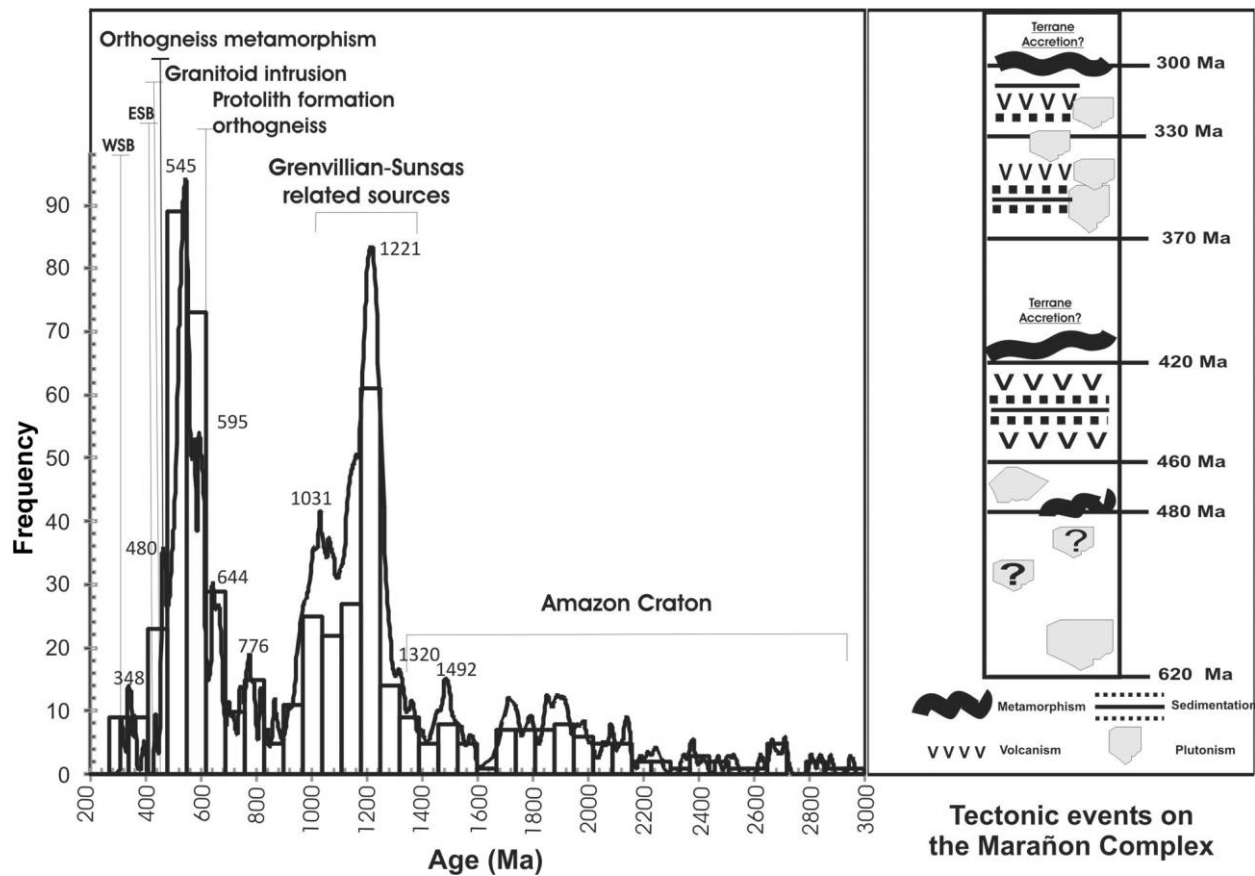 Orthogneiss metamorphism
Granitoid intrusion
ESB
Protolith formation
orthogneiss
WSB
545
Grenvillian-Sunsas
related sources
90
1221
80
70
60
595
50
1031
40
480
644
30
Amazon Craton
20
776
1320
1492
348
10
0
Frequency
200
400
600
800
1000
1200
1400
1600
1800
2000
2200
2400
2600
2800
3000
Age (Ma)
Terrane
Accretion?
300 Ma
330 Ma
370 Ma
Terrane
Accretion?
420 Ma
V V V V
460 Ma
480 Ma
?
?
620 Ma
Metamorphism
Sedimentation
V V V V
Volcanism
Plutonism
Tectonic events on
the Marañon Complex